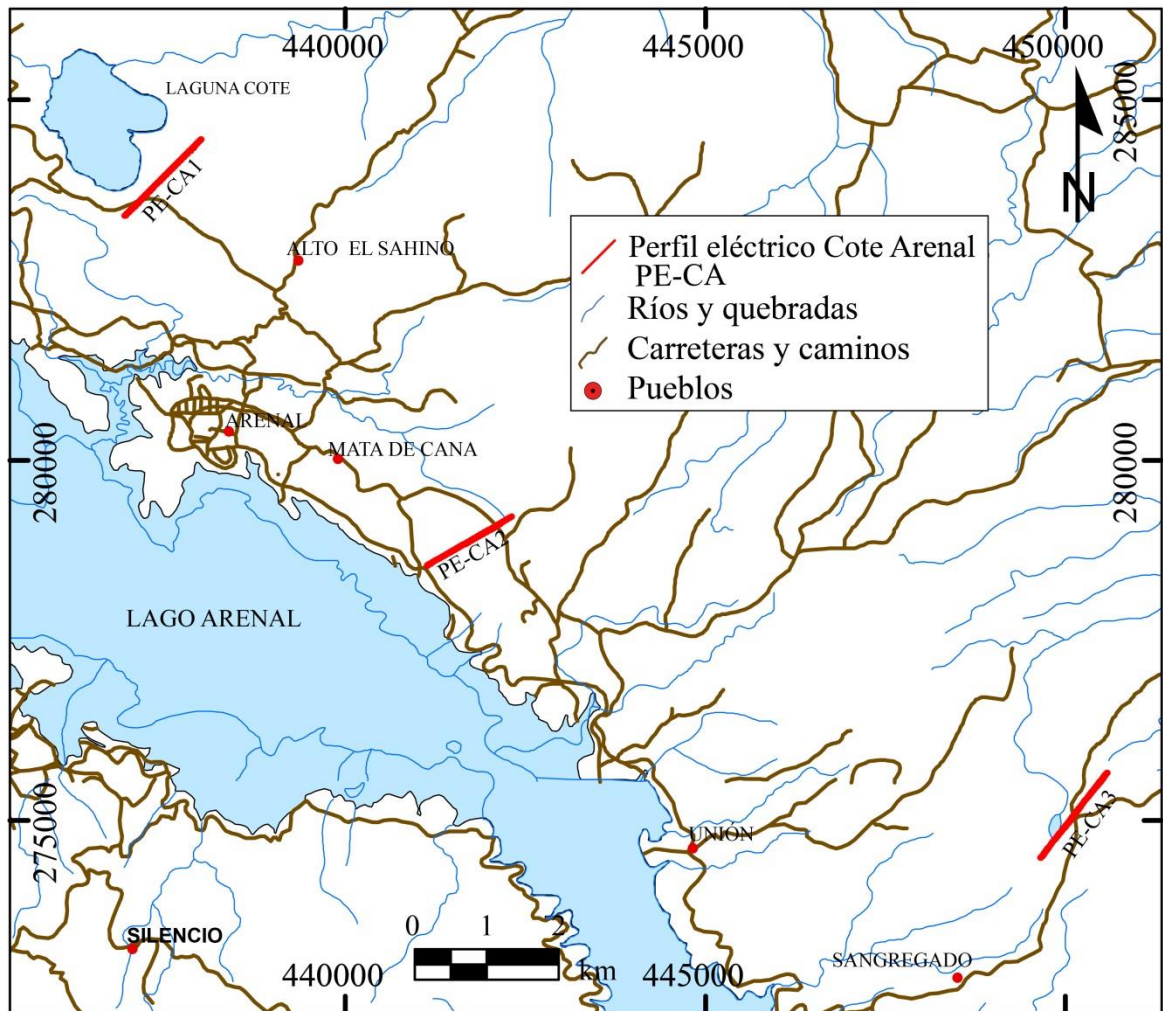 440000
445000
450000
LAGUNA COTE
285000
PE-CA1
N
ALTO EL SAHINO
Perfil eléctrico Cote Arenal
PE-CA
Ríos y quebradas
Carreteras y caminos
Pueblos
ARENAL
MATA DE CANA
280000
280000
PE-CA2
LAGO ARENAL
275000
UNION
PE-CA3
0 1 2
km
SILENCIO
SANGREGADO
440000
445000